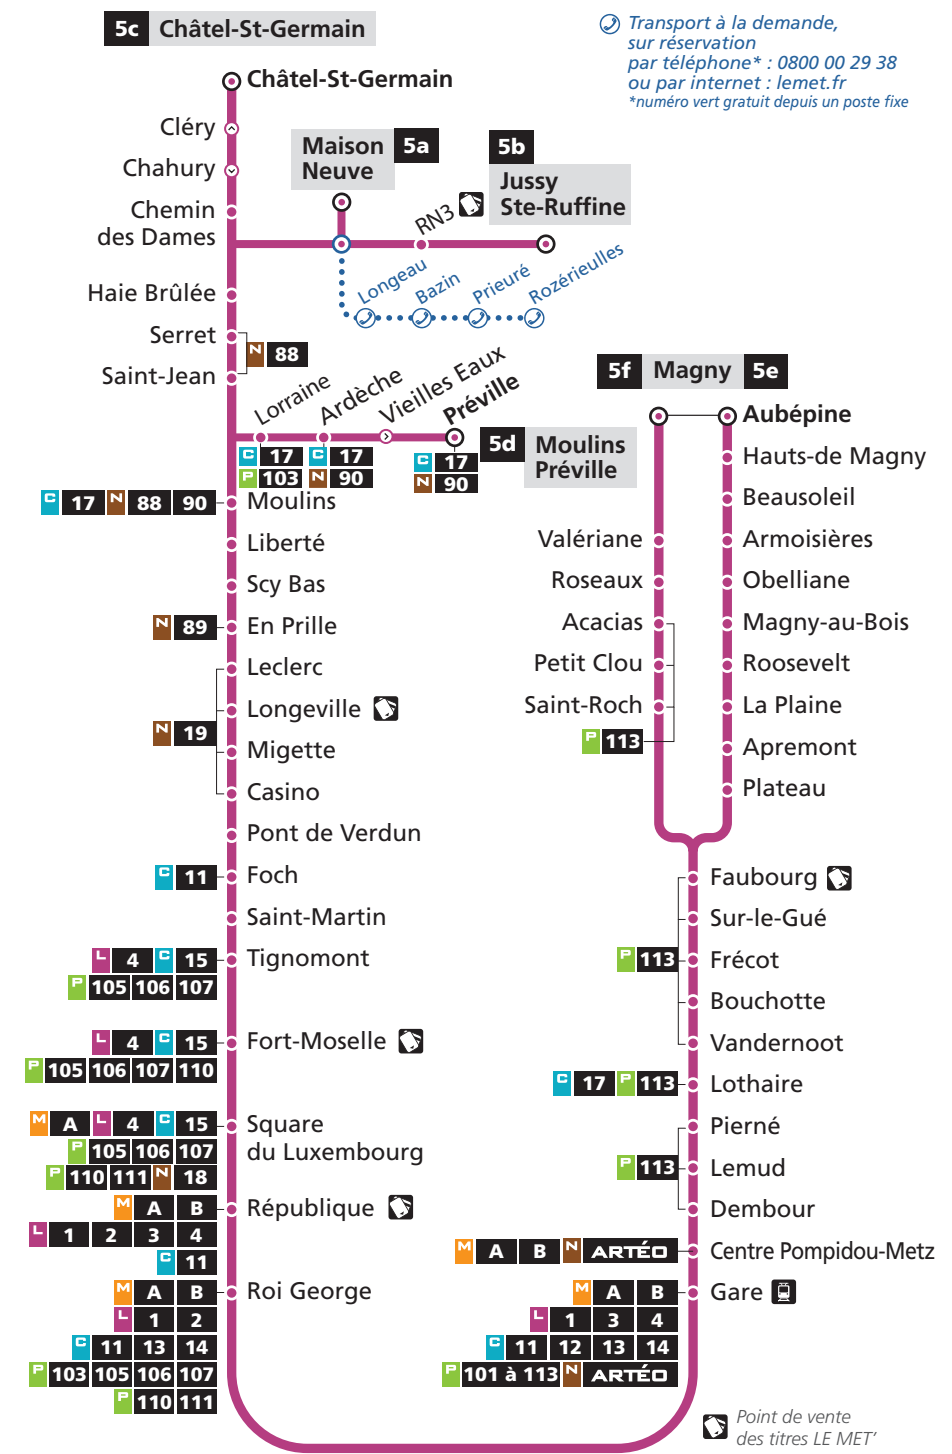 5c Châtel-St-Germain
Transport à la demande,
sur réservation
par téléphone* : 0800 00 29 38
ou par internet : lemet.fr
*numéro vert gratuit depuis un poste fixe
Châtel-St-Germain
Cléry
Chahury
Chemin
des Dames
Maison
Neuve
5a
5b
Jussy
Ste-Ruffine
RN3
Longeau
Bazin
Prieuré
Rozérieulles
Haie Brûlée
Serret
N 88
Saint-Jean
Lorraine
C 17
P 103
Ardèche
C 17
N 90
Vieilles Eaux
Préville
C 17
N 90
5d Moulins
Préville
C 17 N 88 90 Moulins
Liberté
Scy Bas
N 89 En Prille
Leclerc
Longeville
N 19
Migette
Casino
Pont de Verdun
C 11 Foch
Saint-Martin
L 4 C 15 Tignomont
P 105 106 107
L 4 C 15 Fort-Moselle
P 105 106 107 110
M A L 4 C 15 Square
P 105 106 107 du Luxembourg
P 110 111 N 18
M A B République
L 1 2 3 4
C 11
M A B Roi George
L 1 2
C 11 13 14
P 103 105 106 107
P 110 111
5f Magny 5e
Aubépine
Hauts-de Magny
Beausoleil
Valériane
Armoisières
Roseaux
Obelliane
Acacias
Magny-au-Bois
Petit Clou
Roosevelt
Saint-Roch
La Plaine
P 113
Apremont
Plateau
Faubourg
Sur-le-Gué
P 113 Frécot
Bouchotte
Vandernoot
C 17 P 113 Lothaire
Pierné
P 113 Lemud
Dembour
M A B N ARTÉO Centre Pompidou-Metz
M A B Gare
L 1 3 4
C 11 12 13 14
P 101 à 113 N ARTÉO
Point de vente
des titres LE MET'